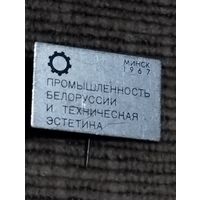 МИНСК
1967
ПРОМЫШЛЕННОСТЬ
БЕЛОРУССИИ
И ТЕХНИЧЕСКАЯ
ЭСТЕТИКА